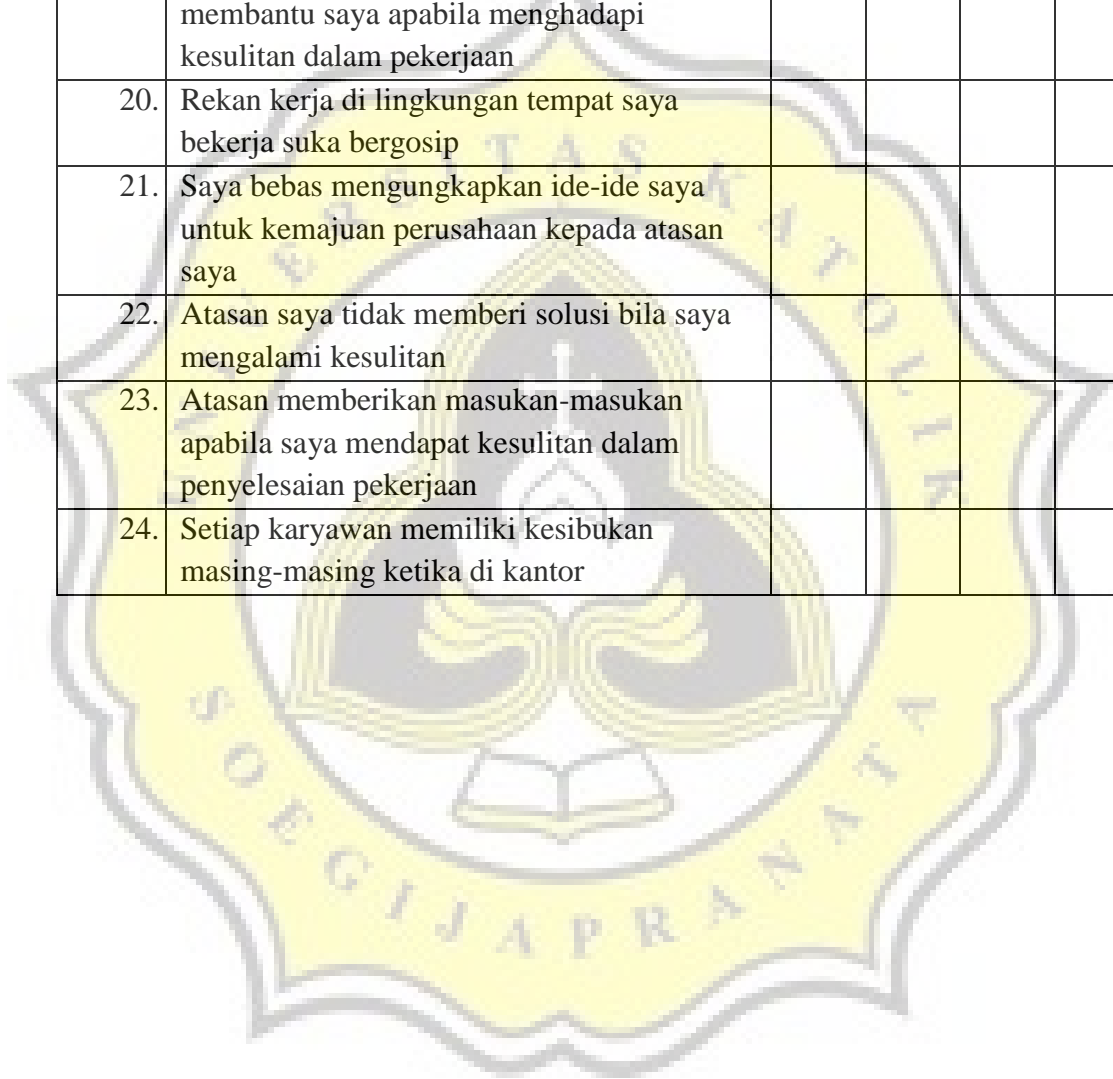 membantu saya apabila menghadapi
kesulitan dalam pekerjaan
20. Rekan kerja di lingkungan tempat saya
bekerja suka bergosip
21. Saya bebas mengungkapkan ide-ide saya
untuk kemajuan perusahaan kepada atasan
saya
22. Atasan saya tidak memberi solusi bila saya
mengalami kesulitan
23. Atasan memberikan masukan-masukan
apabila saya mendapat kesulitan dalam
penyelesaian pekerjaan
24. Setiap karyawan memiliki kesibukan
masing-masing ketika di kantor
UNIVERSITAS KATOLIK
SOEGIJAPRANATA